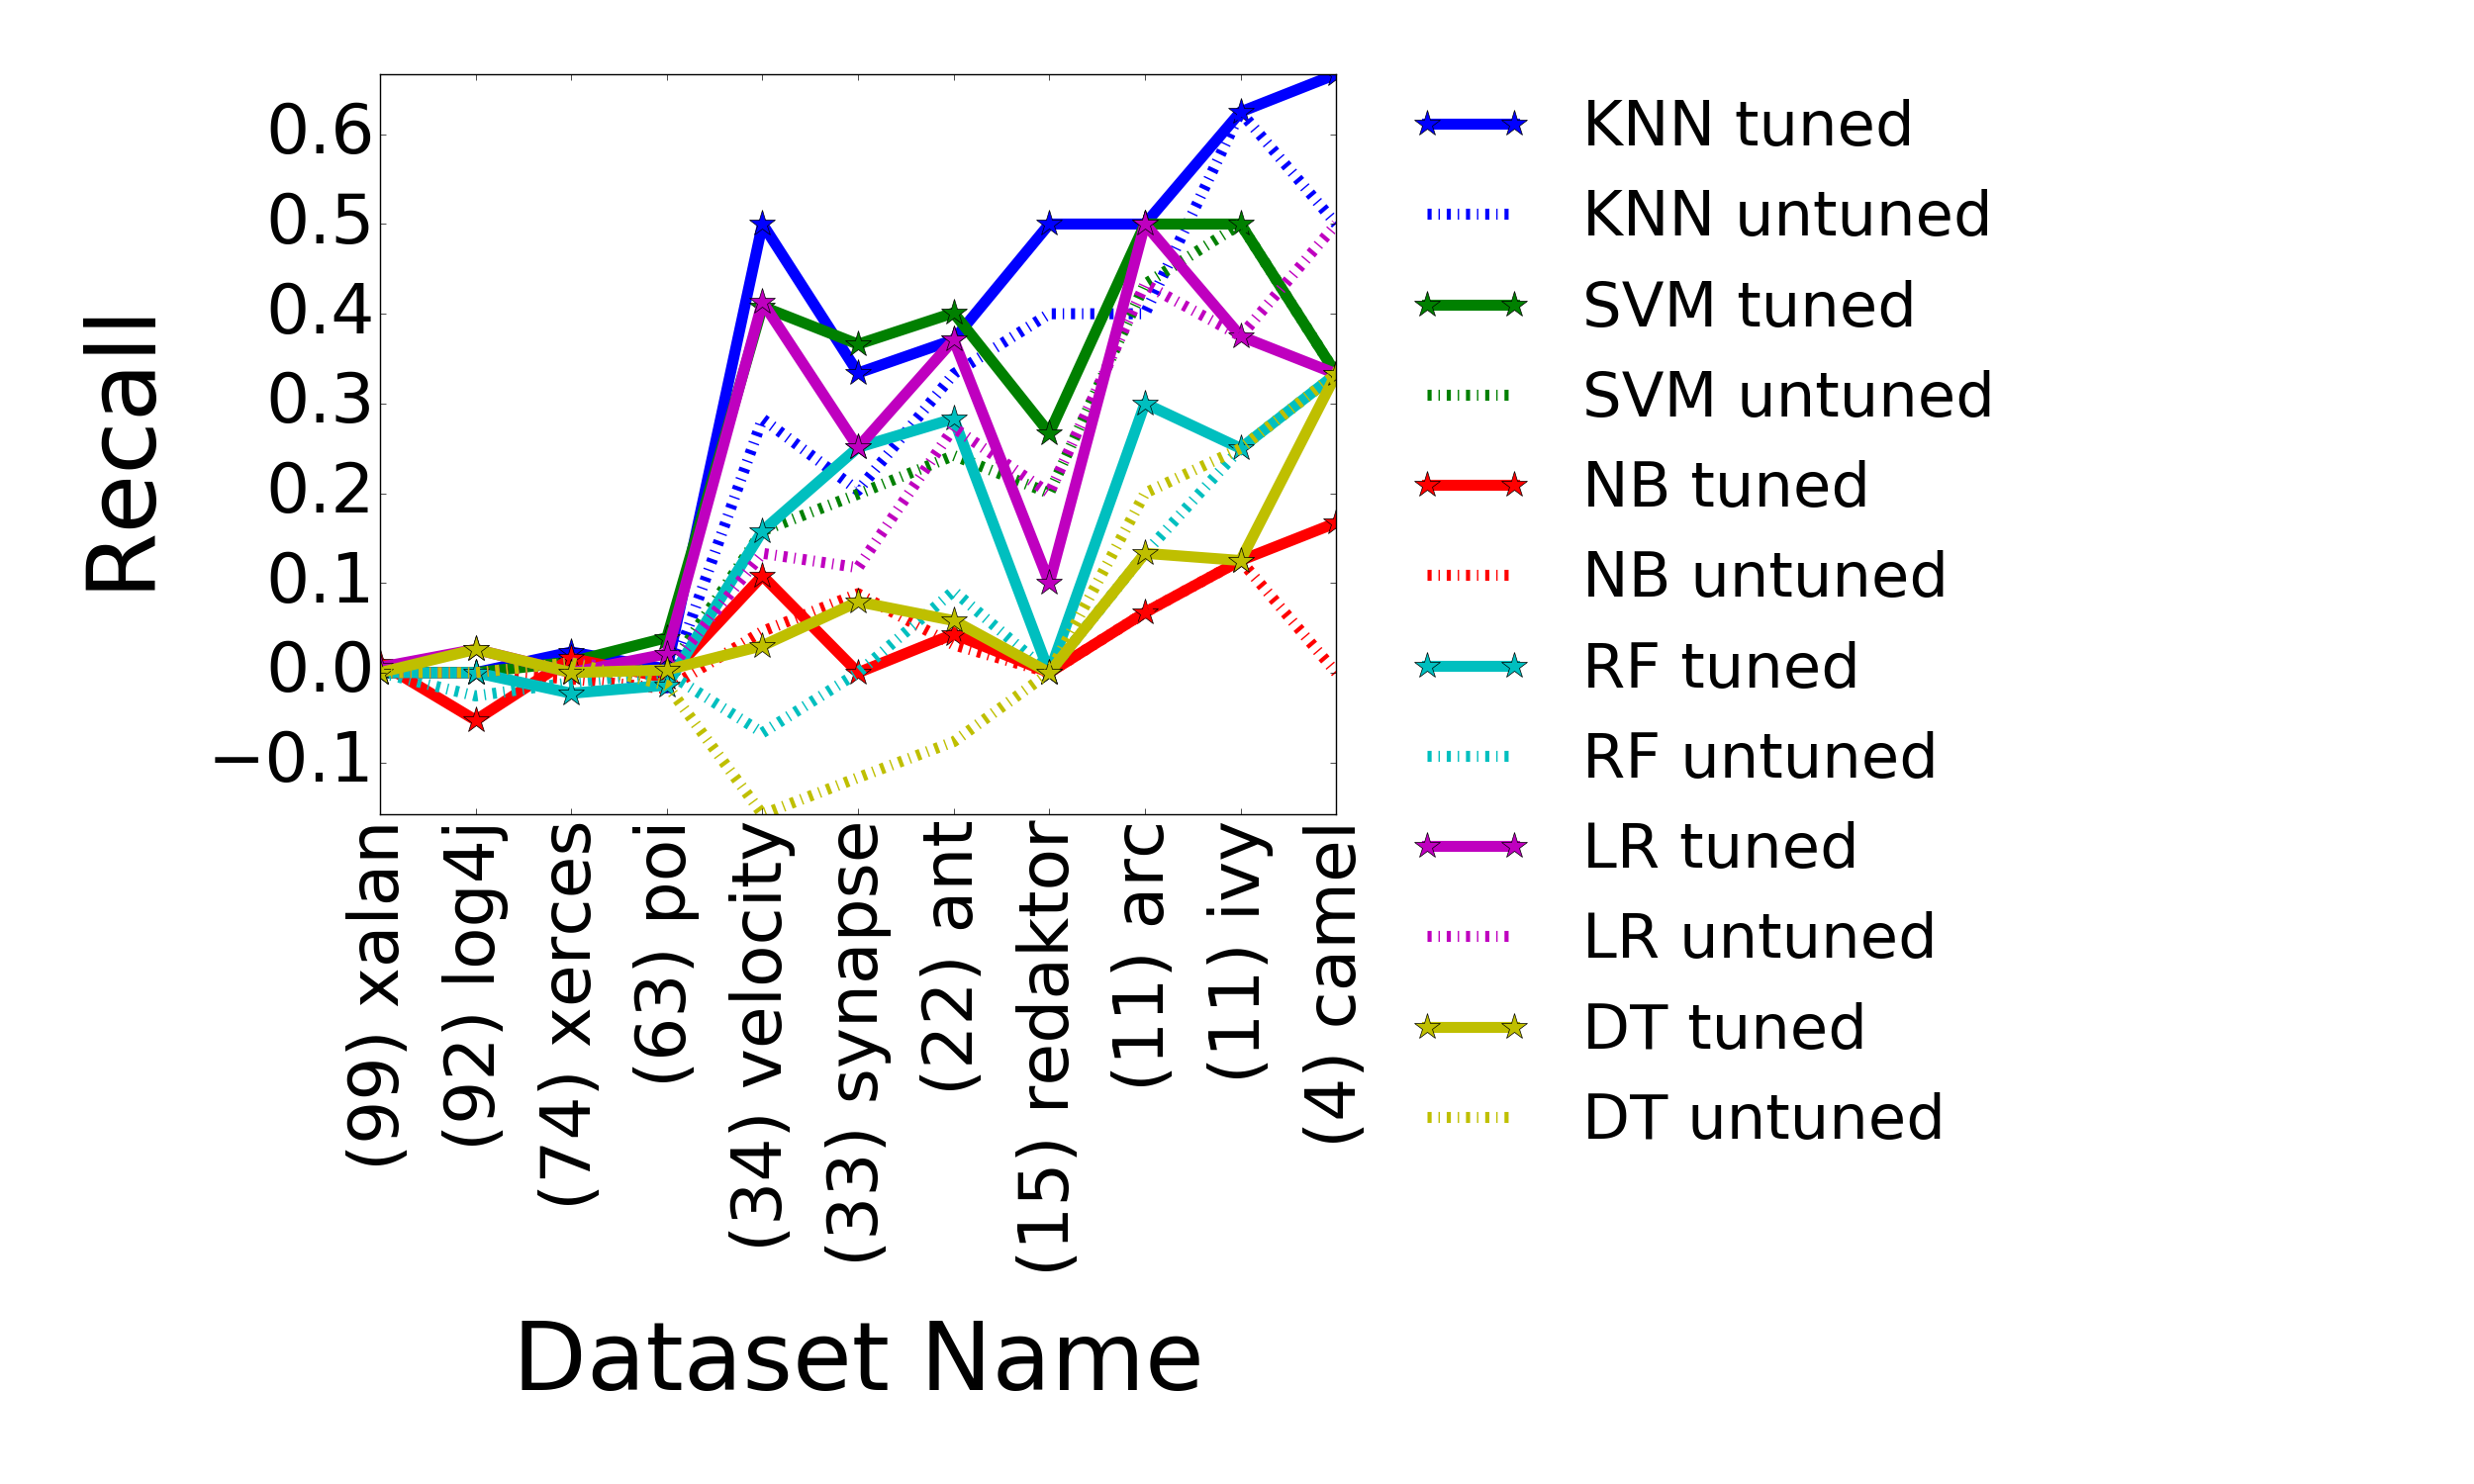 Recall
0.6
0.5
0.4
0.3
0.2
0.1
0.0
−0.1
(99) xalan
(92) log4j
(74) xerces
(63) poi
(34) velocity
(33) synapse
(22) ant
(15) redaktor
(11) arc
(11) ivy
(4) camel
Dataset Name
KNN tuned
KNN untuned
SVM tuned
SVM untuned
NB tuned
NB untuned
RF tuned
RF untuned
LR tuned
LR untuned
DT tuned
DT untuned